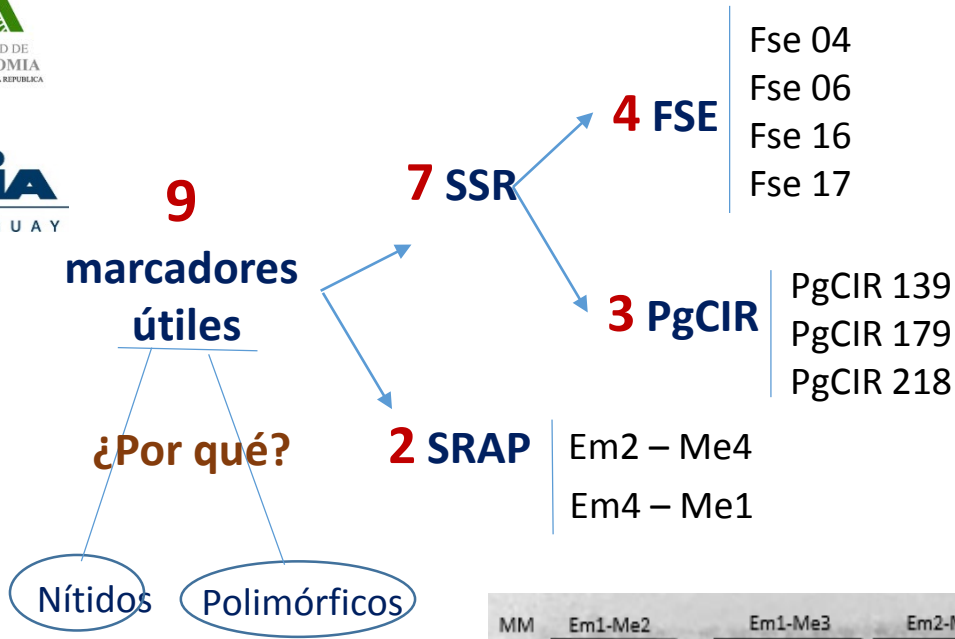 D DE
OMIA
A REPUBLICA
U A Y
9
marcadores
útiles
¿Por qué?
Nítidos
Polimórficos
7 SSR
4 FSE
Fse 04
Fse 06
Fse 16
Fse 17
3 PgCIR
PgCIR 139
PgCIR 179
PgCIR 218
2 SRAP
Em2 – Me4
Em4 – Me1
MM Em1-Me2 Em1-Me3